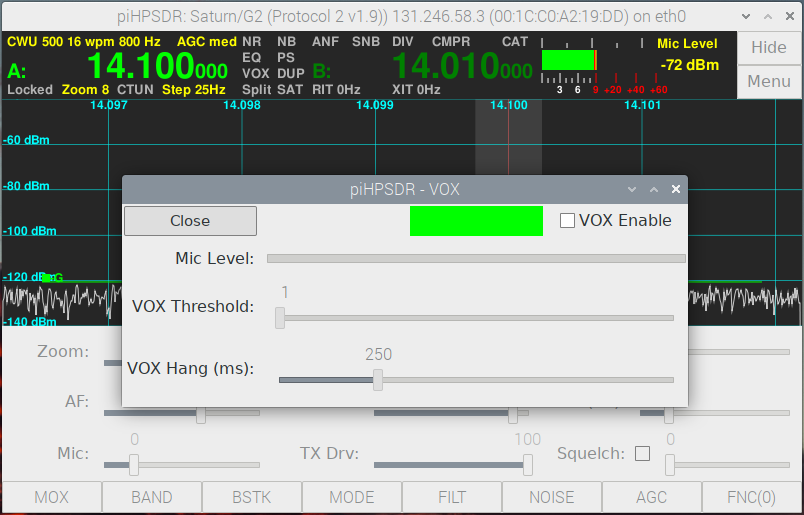 piHPSDR: Saturn/G2 (Protocol 2 v1.9)) 131.246.58.3 (00:1C:C0:A2:19:DD) on eth0
CWU 500 16 wpm 800 Hz AGC med NR NB ANF SNB DIV CMPR CAT Mic Level Hide
A: 14.100000 EQ PS VOX DUP B: 14.010000 -72 dBm
Locked Zoom 8 CTUN Step 25Hz Split SAT RIT 0Hz XIT 0Hz 3 6 9 +20 +40 +60 Menu
14.097 14.098 14.099 14.100 14.101
-60 dBm
-80 dBm
-100 dBm
-120 dBm G
-140 dBm
piHPSDR - VOX
Close VOX Enable
Mic Level:
VOX Threshold: 1
VOX Hang (ms): 250
Zoom:
AF:
Mic: 0 TX Drv: 100 Squelch: 0
MOX BAND BSTK MODE FILT NOISE AGC FNC(0)